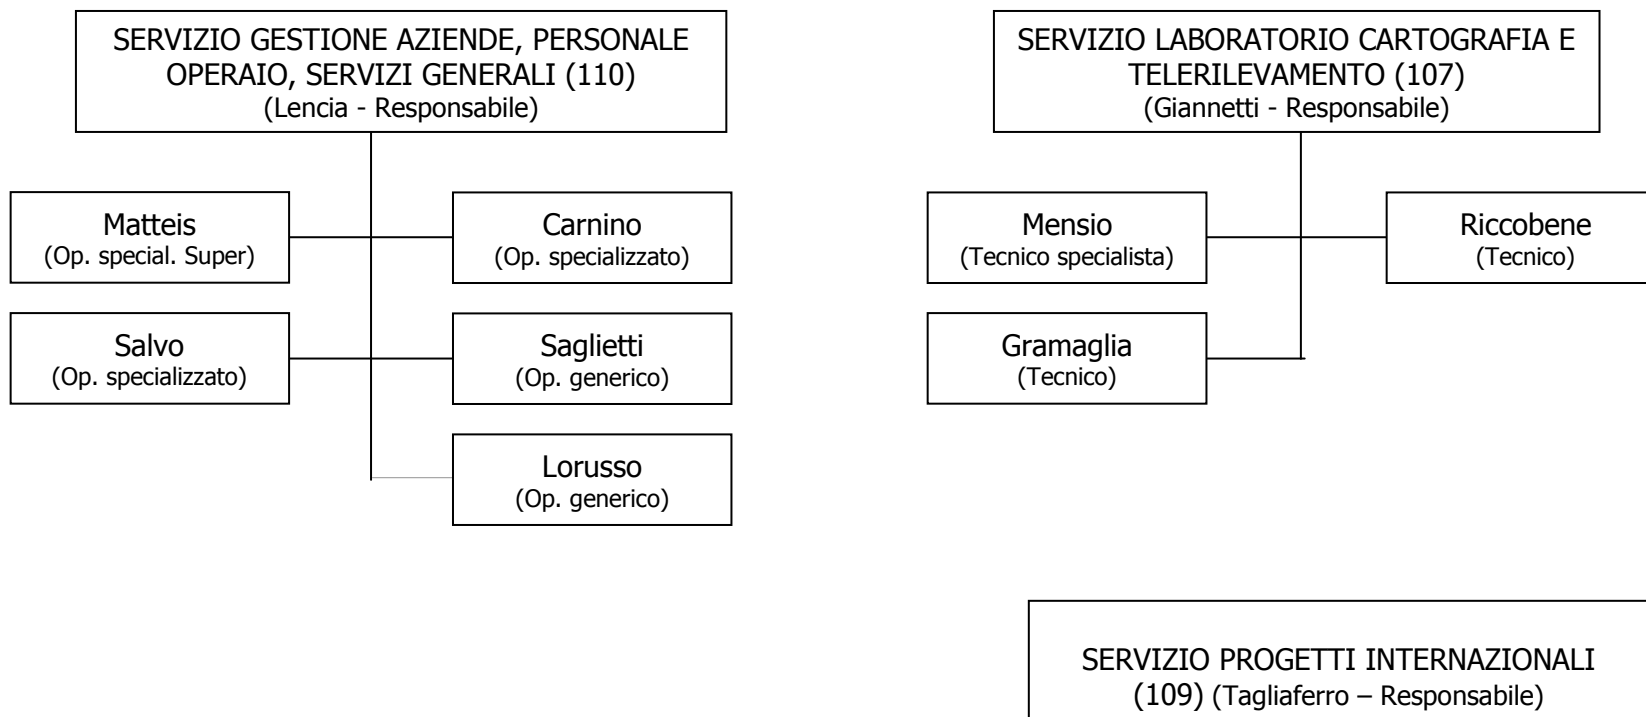 SERVIZIO GESTIONE AZIENDE, PERSONALE
OPERAIO, SERVIZI GENERALI (110)
(Lencia - Responsabile)
Matteis
(Op. special. Super)
Carnino
(Op. specializzato)
Salvo
(Op. specializzato)
Saglietti
(Op. generico)
Lorusso
(Op. generico)
SERVIZIO LABORATORIO CARTOGRAFIA E
TELERILEVAMENTO (107)
(Giannetti - Responsabile)
Mensio
(Tecnico specialista)
Riccobene
(Tecnico)
Gramaglia
(Tecnico)
SERVIZIO PROGETTI INTERNAZIONALI
(109) (Tagliaferro – Responsabile)